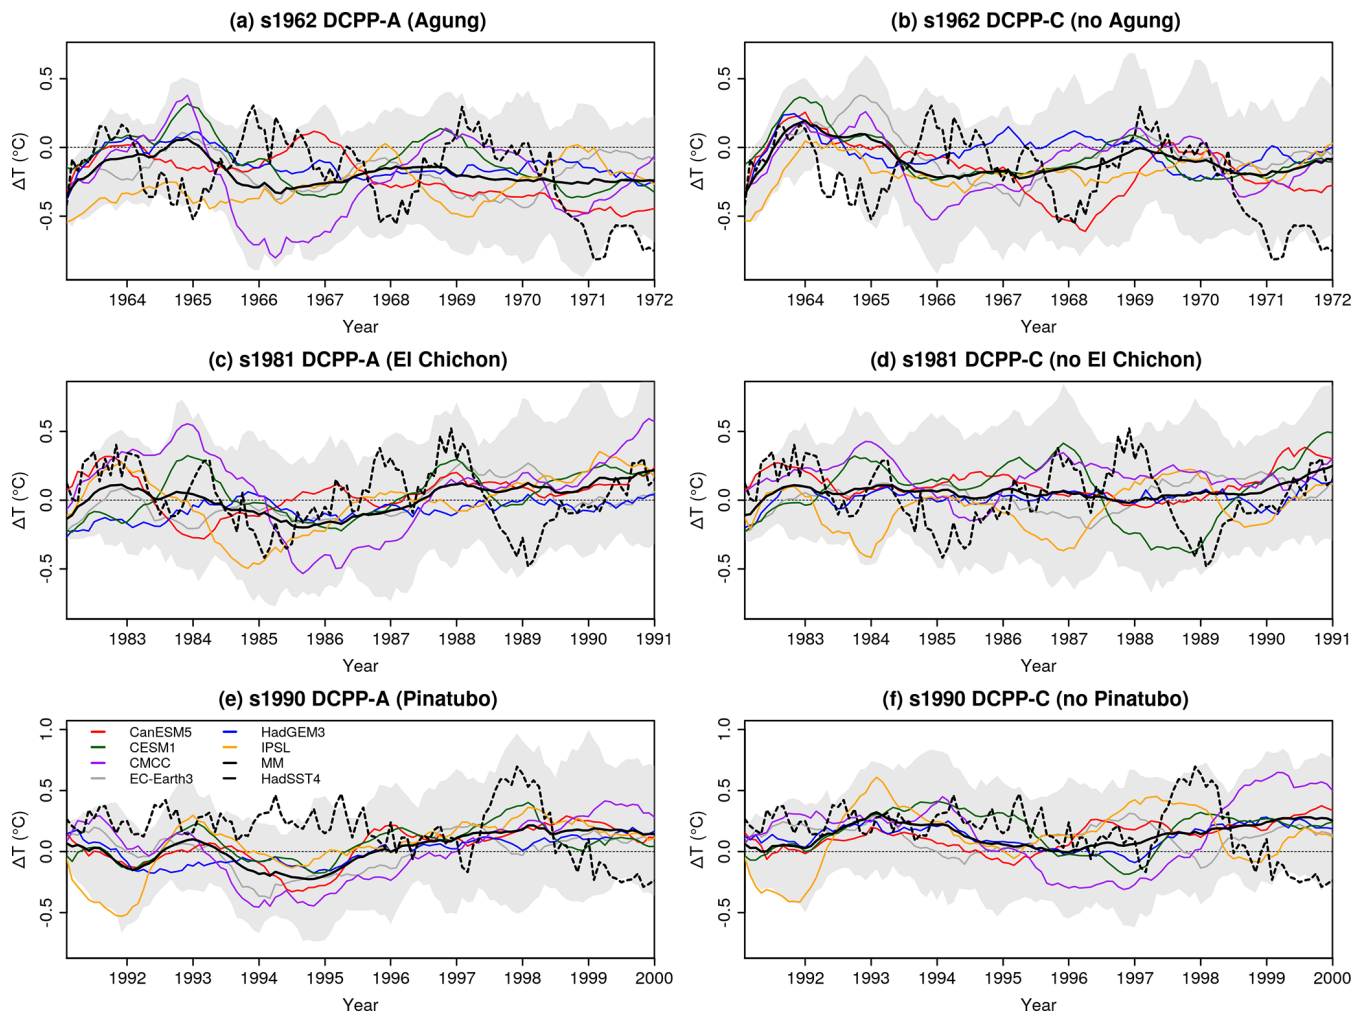 (a) s1962 DCPP-A (Agung)
ΔT (°C)
0.5
0.0
-0.5
1964 1965 1966 1967 1968 1969 1970 1971 1972
Year
(b) s1962 DCPP-C (no Agung)
ΔT (°C)
0.5
0.0
-0.5
1964 1965 1966 1967 1968 1969 1970 1971 1972
Year
(c) s1981 DCPP-A (El Chichon)
ΔT (°C)
0.5
0.0
-0.5
1983 1984 1985 1986 1987 1988 1989 1990 1991
Year
(d) s1981 DCPP-C (no El Chichon)
ΔT (°C)
0.5
0.0
-0.5
1983 1984 1985 1986 1987 1988 1989 1990 1991
Year
(e) s1990 DCPP-A (Pinatubo)
ΔT (°C)
1.0
0.5
0.0
-0.5
CanESM5 HadGEM3
CESM1 IPSL
CMCC MM
EC-Earth3 HadSST4
1992 1993 1994 1995 1996 1997 1998 1999 2000
Year
(f) s1990 DCPP-C (no Pinatubo)
ΔT (°C)
1.0
0.5
0.0
-0.5
1992 1993 1994 1995 1996 1997 1998 1999 2000
Year